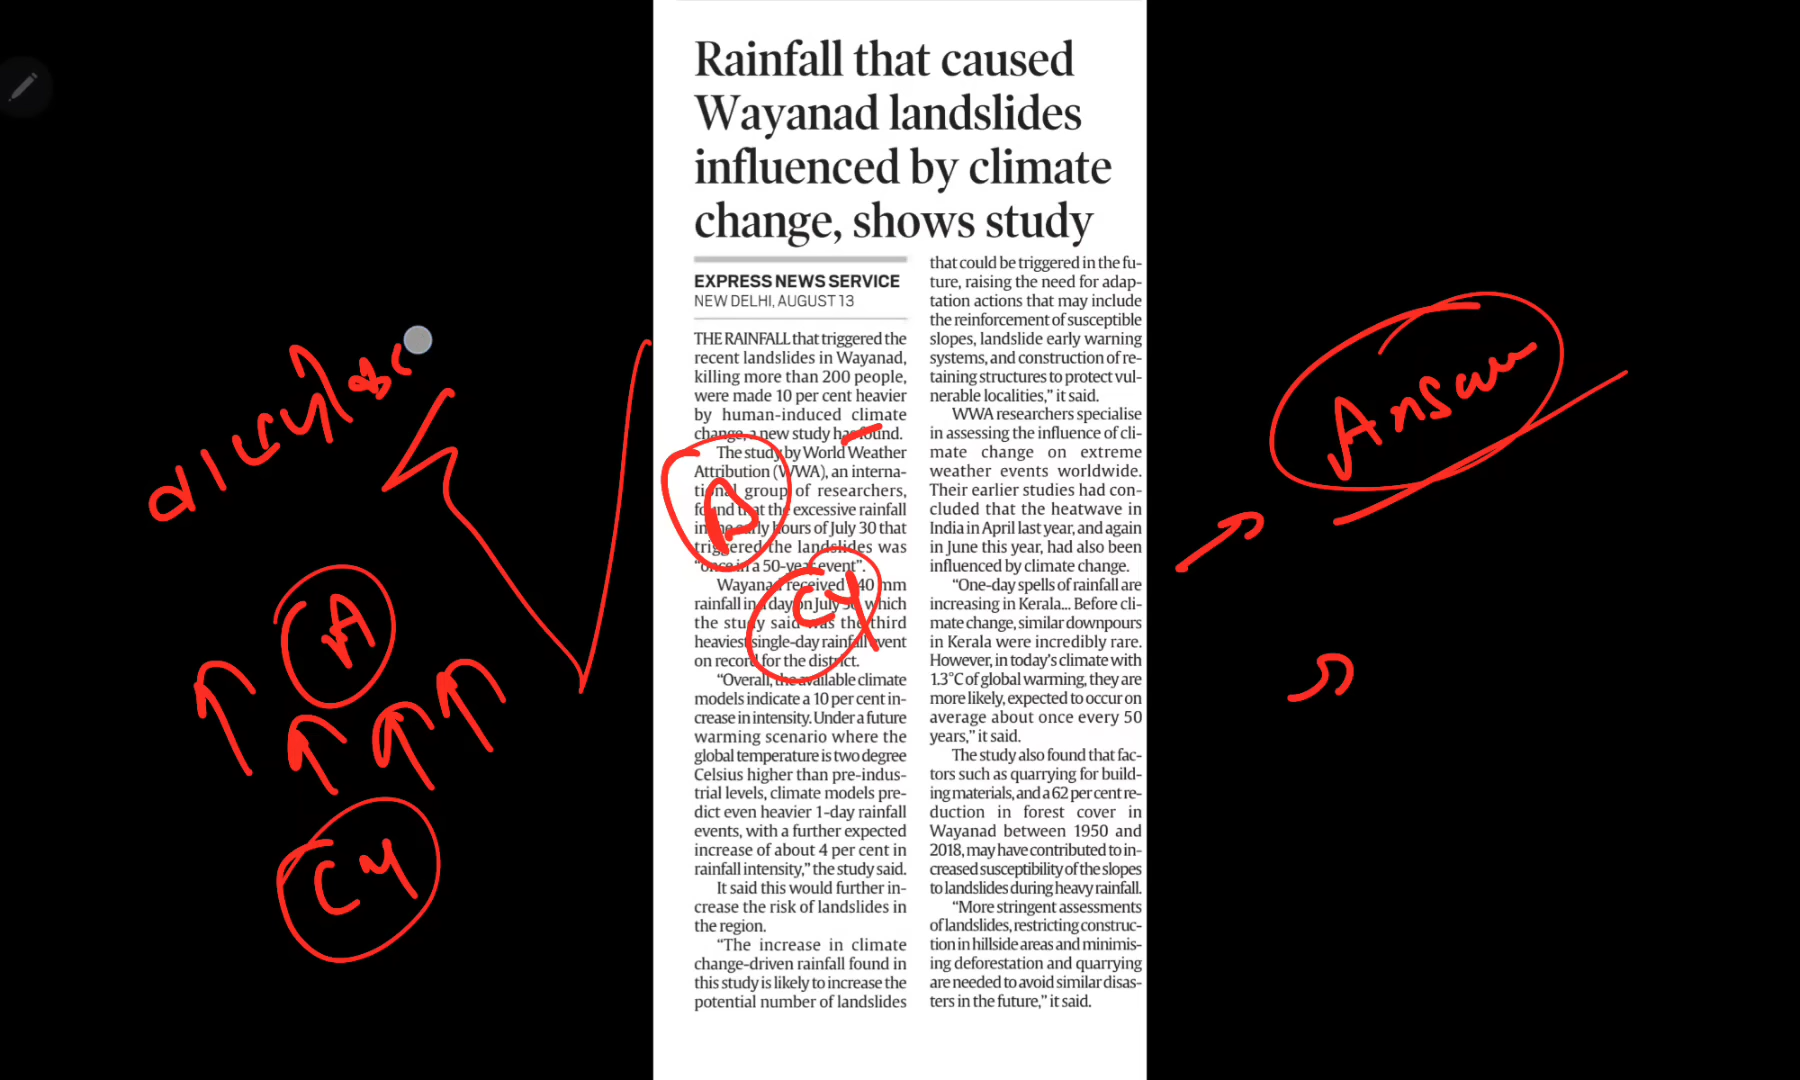 Rainfall that caused
Wayanad landslides
influenced by climate
change, shows study
EXPRESS NEWS SERVICE
NEW DELHI, AUGUST 13
THE RAINFALL that triggered the
recent landslides in Wayanad,
killing more than 200 people,
were made 10 per cent heavier
by human-induced climate
change, a new study has found.
The study by World Weather
Attribution (WWA), an interna-
tional group of researchers,
found that the excessive rainfall
in the early hours of July 30 that
triggered the landslides was
"once in a 50-year event".
Wayanad received 140 mm
rainfall in a day on July 30, which
the study said was the third
heaviest single-day rainfall event
on record for the district.
"Overall, the available climate
models indicate a 10 per cent in-
crease in intensity. Under a future
warming scenario where the
global temperature is two degree
Celsius higher than pre-indus-
trial levels, climate models pre-
dict even heavier 1-day rainfall
events, with a further expected
increase of about 4 per cent in
rainfall intensity," the study said.
It said this would further in-
crease the risk of landslides in
the region.
"The increase in climate
change-driven rainfall found in
this study is likely to increase the
potential number of landslides
that could be triggered in the fu-
ture, raising the need for adap-
tation actions that may include
the reinforcement of susceptible
slopes, landslide early warning
systems, and construction of re-
taining structures to protect vul-
nerable localities," it said.
WWA researchers specialise
in assessing the influence of cli-
mate change on extreme
weather events worldwide.
Their earlier studies had con-
cluded that the heatwave in
India in April last year, and again
in June this year, had also been
influenced by climate change.
"One-day spells of rainfall are
increasing in Kerala... Before cli-
mate change, similar downpours
in Kerala were incredibly rare.
However, in today's climate with
1.3°C of global warming, they are
more likely, expected to occur on
average about once every 50
years," it said.
The study also found that fac-
tors such as quarrying for build-
ing materials, and a 62 per cent re-
duction in forest cover in
Wayanad between 1950 and
2018, may have contributed to in-
creased susceptibility of the slopes
to landslides during heavy rainfall.
"More stringent assessments
of landslides, restricting construc-
tion in hillside areas and minimis-
ing deforestation and quarrying
are needed to avoid similar disas-
ters in the future," it said.
A
Cy
Cy